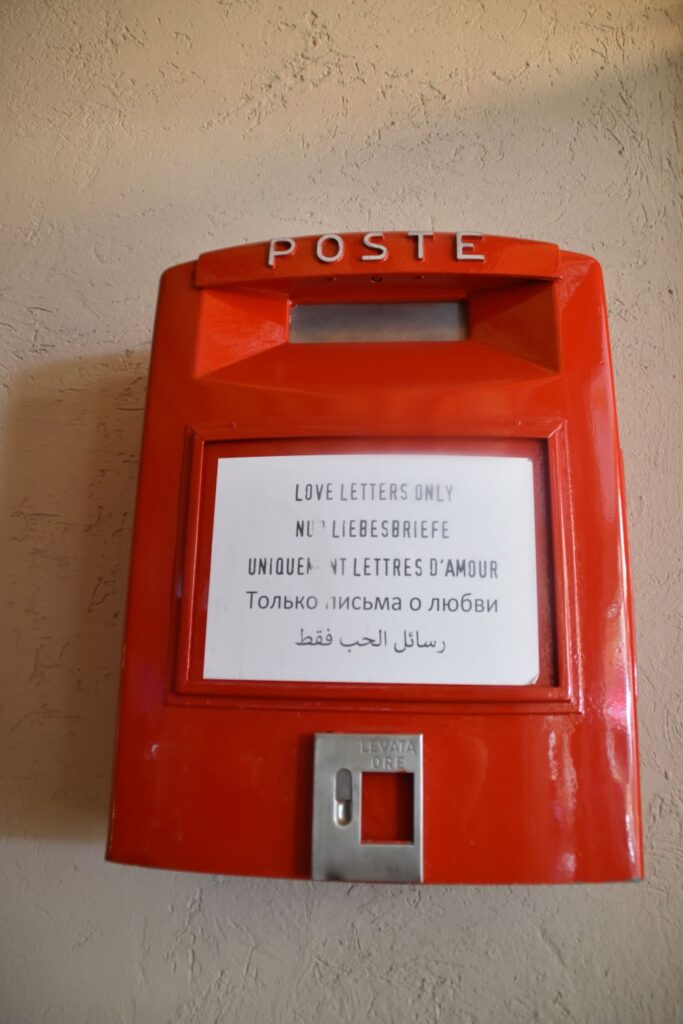 POSTE
LOVE LETTERS ONLY
NUR LIEBESBRIEFE
UNIQUEMENT LETTRES D'AMOUR
Только письма о любви
رسائل الحب فقط
LEVATA
ORE